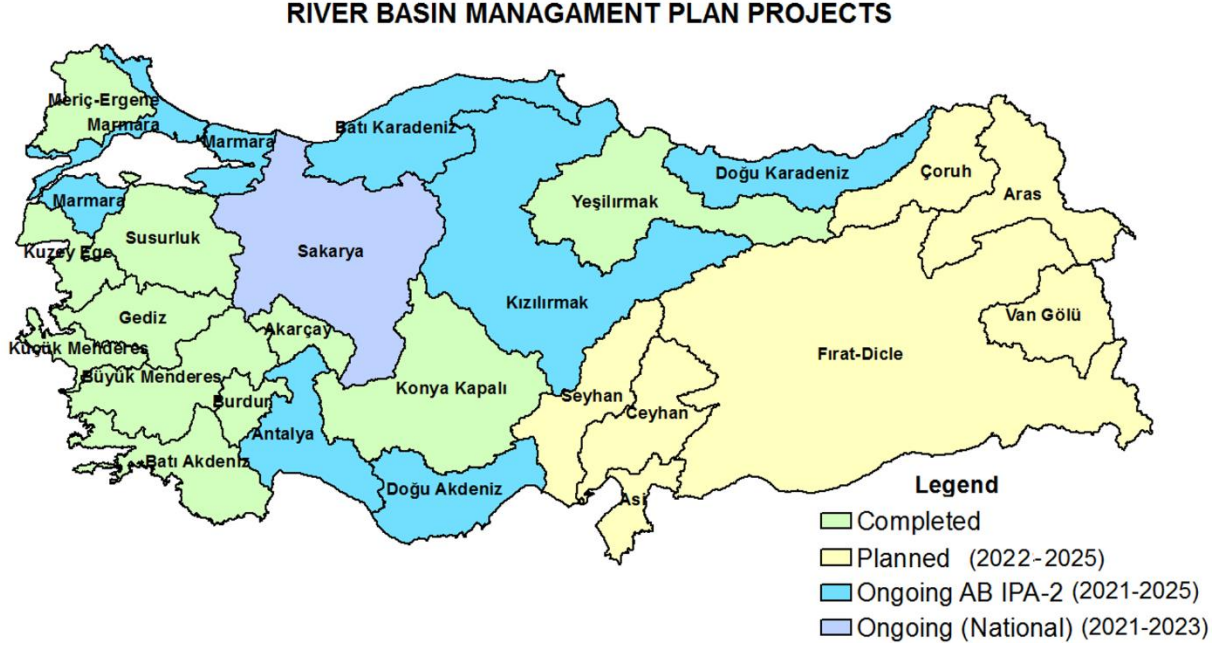 RIVER BASIN MANAGAMENT PLAN PROJECTS
Meriç-Ergene
Marmara
Marmara
Batı Karadeniz
Doğu Karadeniz
Çoruh
Aras
Marmara
Yeşilırmak
Susurluk
Kuzey Ege
Sakarya
Kızılırmak
Van Gölü
Gediz
Akarçay
Küçük Menderes
Fırat-Dicle
Büyük Menderes
Burdur
Konya Kapalı
Seyhan
Ceyhan
Antalya
Batı Akdeniz
Doğu Akdeniz
Asi
Legend
Completed
Planned (2022-2025)
Ongoing AB IPA-2 (2021-2025)
Ongoing (National) (2021-2023)